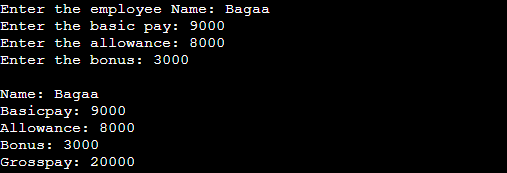 Enter the employee Name: Bagaa
Enter the basic pay: 9000
Enter the allowance: 8000
Enter the bonus: 3000
Name: Bagaa
Basicpay: 9000
Allowance: 8000
Bonus: 3000
Grosspay: 20000